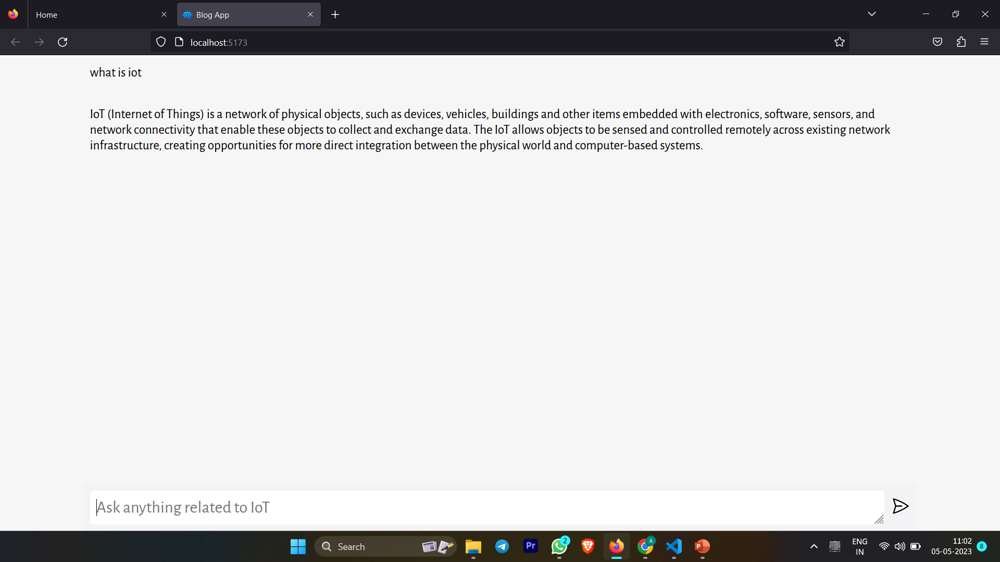 Home
Blog App
localhost:5173
what is iot
IoT (Internet of Things) is a network of physical objects, such as devices, vehicles, buildings and other items embedded with electronics, software, sensors, and
network connectivity that enable these objects to collect and exchange data. The IoT allows objects to be sensed and controlled remotely across existing network
infrastructure, creating opportunities for more direct integration between the physical world and computer-based systems.
Ask anything related to IoT
Search
Pr
2
A
P
ENG
IN
11:02
05-05-2023
8